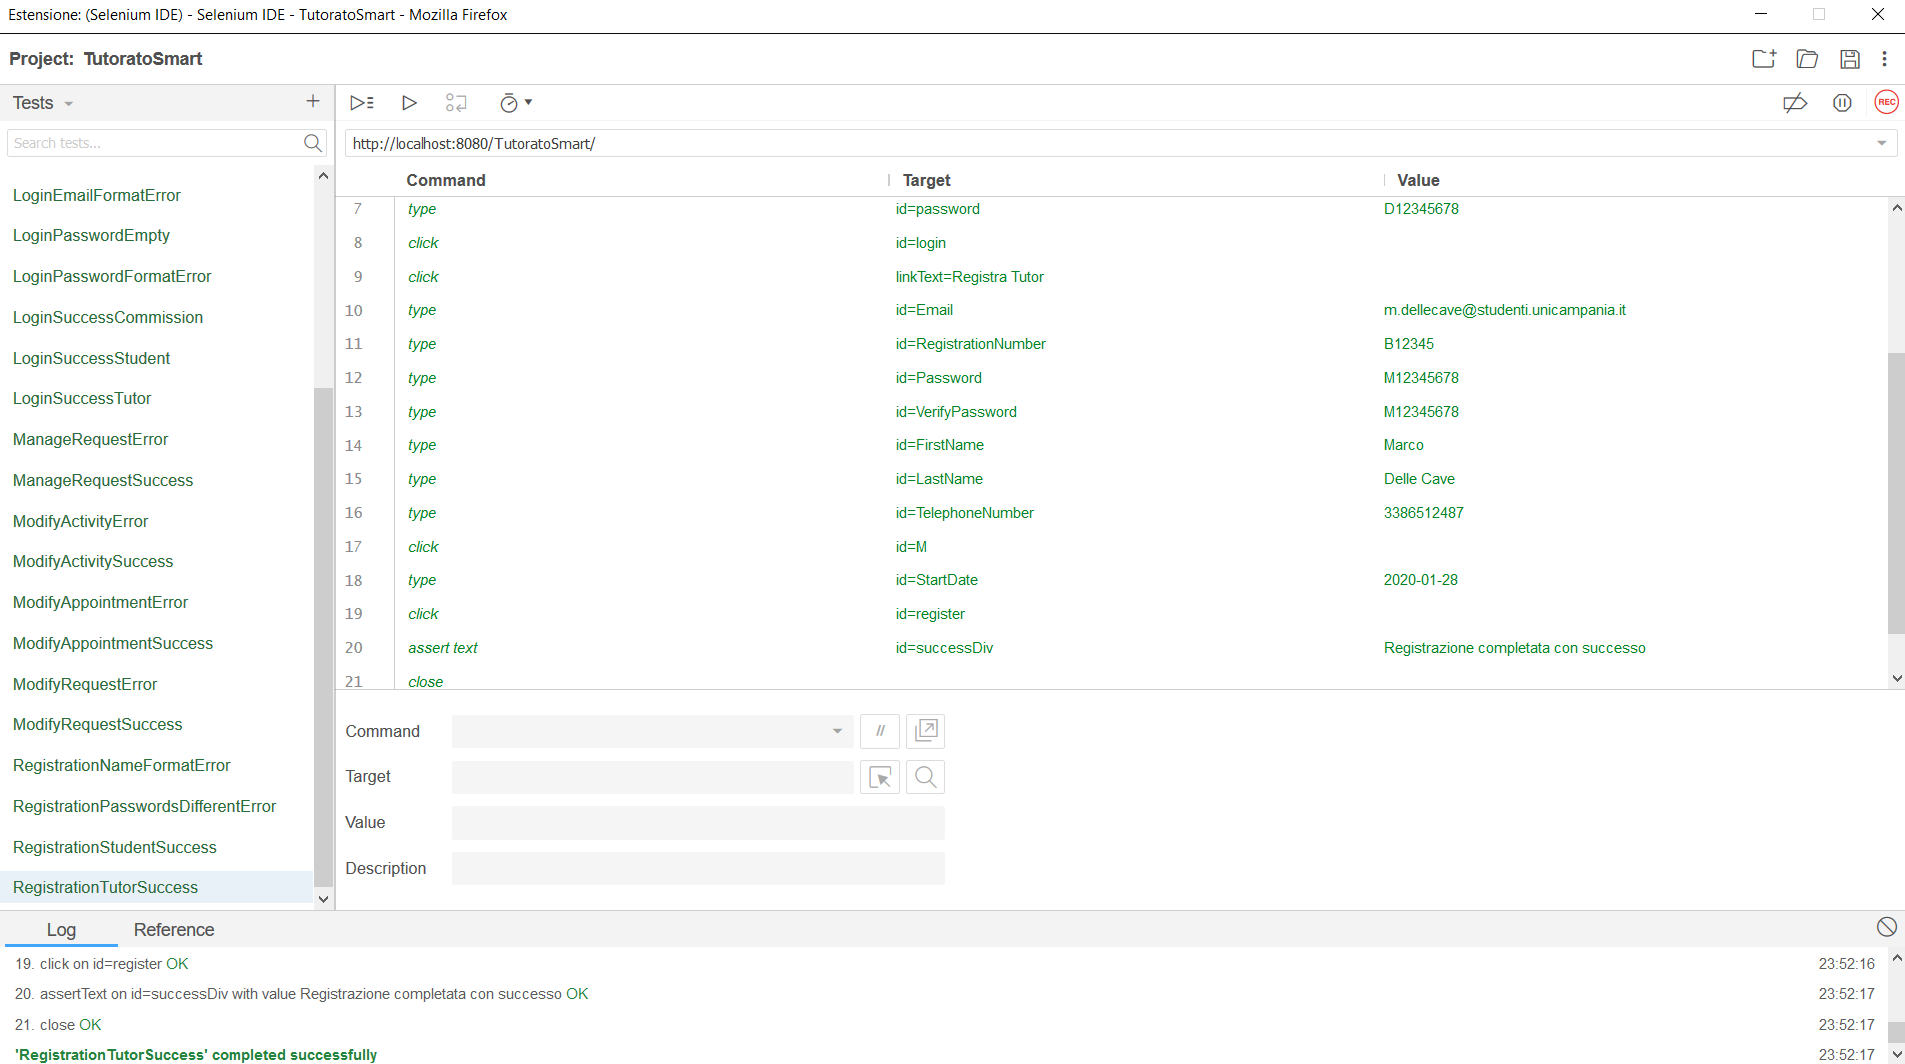 Estensione: (Selenium IDE) - Selenium IDE - TutoratoSmart - Mozilla Firefox
Project: TutoratoSmart
Tests
Search tests...
LoginEmailFormatError
LoginPasswordEmpty
LoginPasswordFormatError
LoginSuccessCommission
LoginSuccessStudent
LoginSuccessTutor
ManageRequestError
ManageRequestSuccess
ModifyActivityError
ModifyActivitySuccess
ModifyAppointmentError
ModifyAppointmentSuccess
ModifyRequestError
ModifyRequestSuccess
RegistrationNameFormatError
RegistrationPasswordsDifferentError
RegistrationStudentSuccess
RegistrationTutorSuccess
REC
http://localhost:8080/TutoratoSmart/
Command Target Value
7 type id=password D12345678
8 click id=login
9 click linkText=Registra Tutor
10 type id=Email m.dellecave@studenti.unicampania.it
11 type id=RegistrationNumber B12345
12 type id=Password M12345678
13 type id=VerifyPassword M12345678
14 type id=FirstName Marco
15 type id=LastName Delle Cave
16 type id=TelephoneNumber 3386512487
17 click id=M
18 type id=StartDate 2020-01-28
19 click id=register
20 assert text id=successDiv Registrazione completata con successo
21 close
Command //
Target
Value
Description
Log Reference
19. click on id=register OK 23:52:16
20. assertText on id=successDiv with value Registrazione completata con successo OK 23:52:17
21. close OK 23:52:17
'RegistrationTutorSuccess' completed successfully 23:52:17